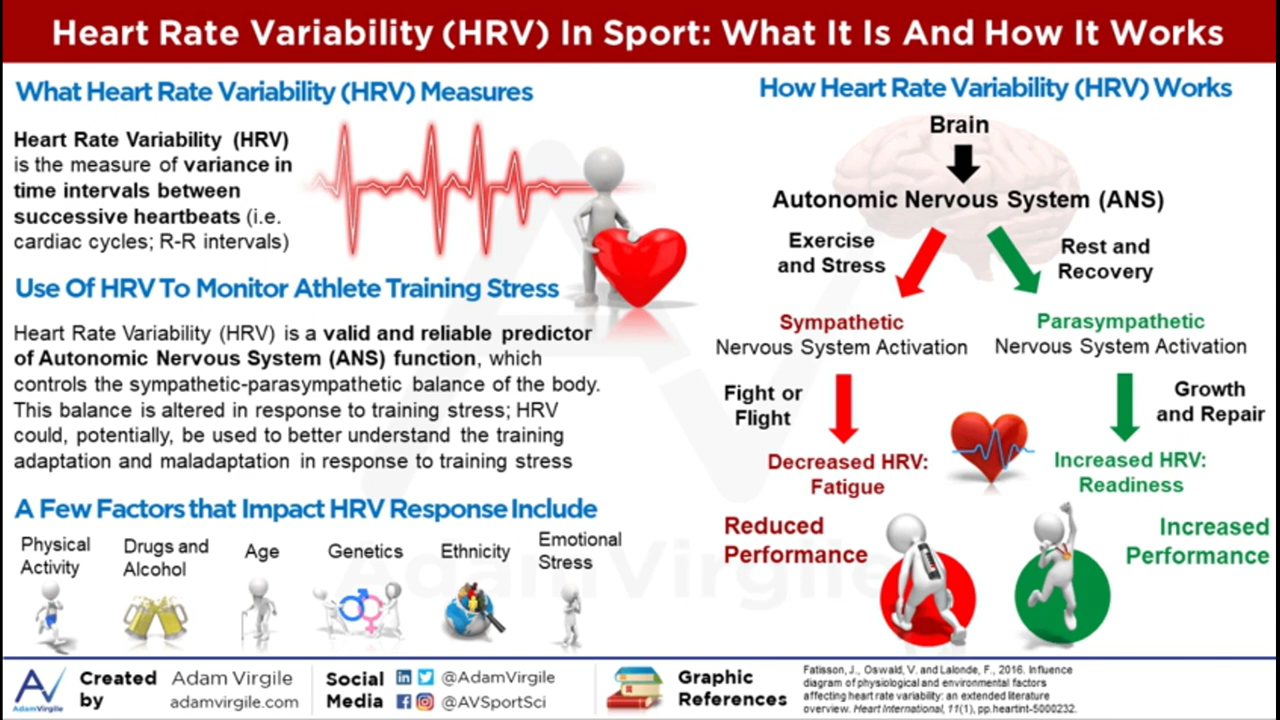 Heart Rate Variability (HRV) In Sport: What It Is And How It Works
What Heart Rate Variability (HRV) Measures
Heart Rate Variability (HRV)
is the measure of variance in
time intervals between
successive heartbeats (i.e.
cardiac cycles; R-R intervals)
Use Of HRV To Monitor Athlete Training Stress
Heart Rate Variability (HRV) is a valid and reliable predictor
of Autonomic Nervous System (ANS) function, which
controls the sympathetic-parasympathetic balance of the body.
This balance is altered in response to training stress; HRV
could, potentially, be used to better understand the training
adaptation and maladaptation in response to training stress
A Few Factors that Impact HRV Response Include
Physical
Activity
Drugs and
Alcohol
Age
Genetics
Ethnicity
Emotional
Stress
How Heart Rate Variability (HRV) Works
Brain
Autonomic Nervous System (ANS)
Exercise
and Stress
Rest and
Recovery
Sympathetic
Nervous System Activation
Parasympathetic
Nervous System Activation
Fight or
Flight
Growth
and Repair
Decreased HRV:
Fatigue
Increased HRV:
Readiness
Reduced
Performance
Increased
Performance
AdamVirgile
AdamVirgile
Created
by
Adam Virgile
adamvirgile.com
Social
Media
@AdamVirgile
@AVSportSci
Graphic
References
Fatisson, J., Oswald, V. and Lalonde, F., 2016. Influence
diagram of physiological and environmental factors
affecting heart rate variability: an extended literature
overview. Heart International, 11(1), pp.heartint-5000232.